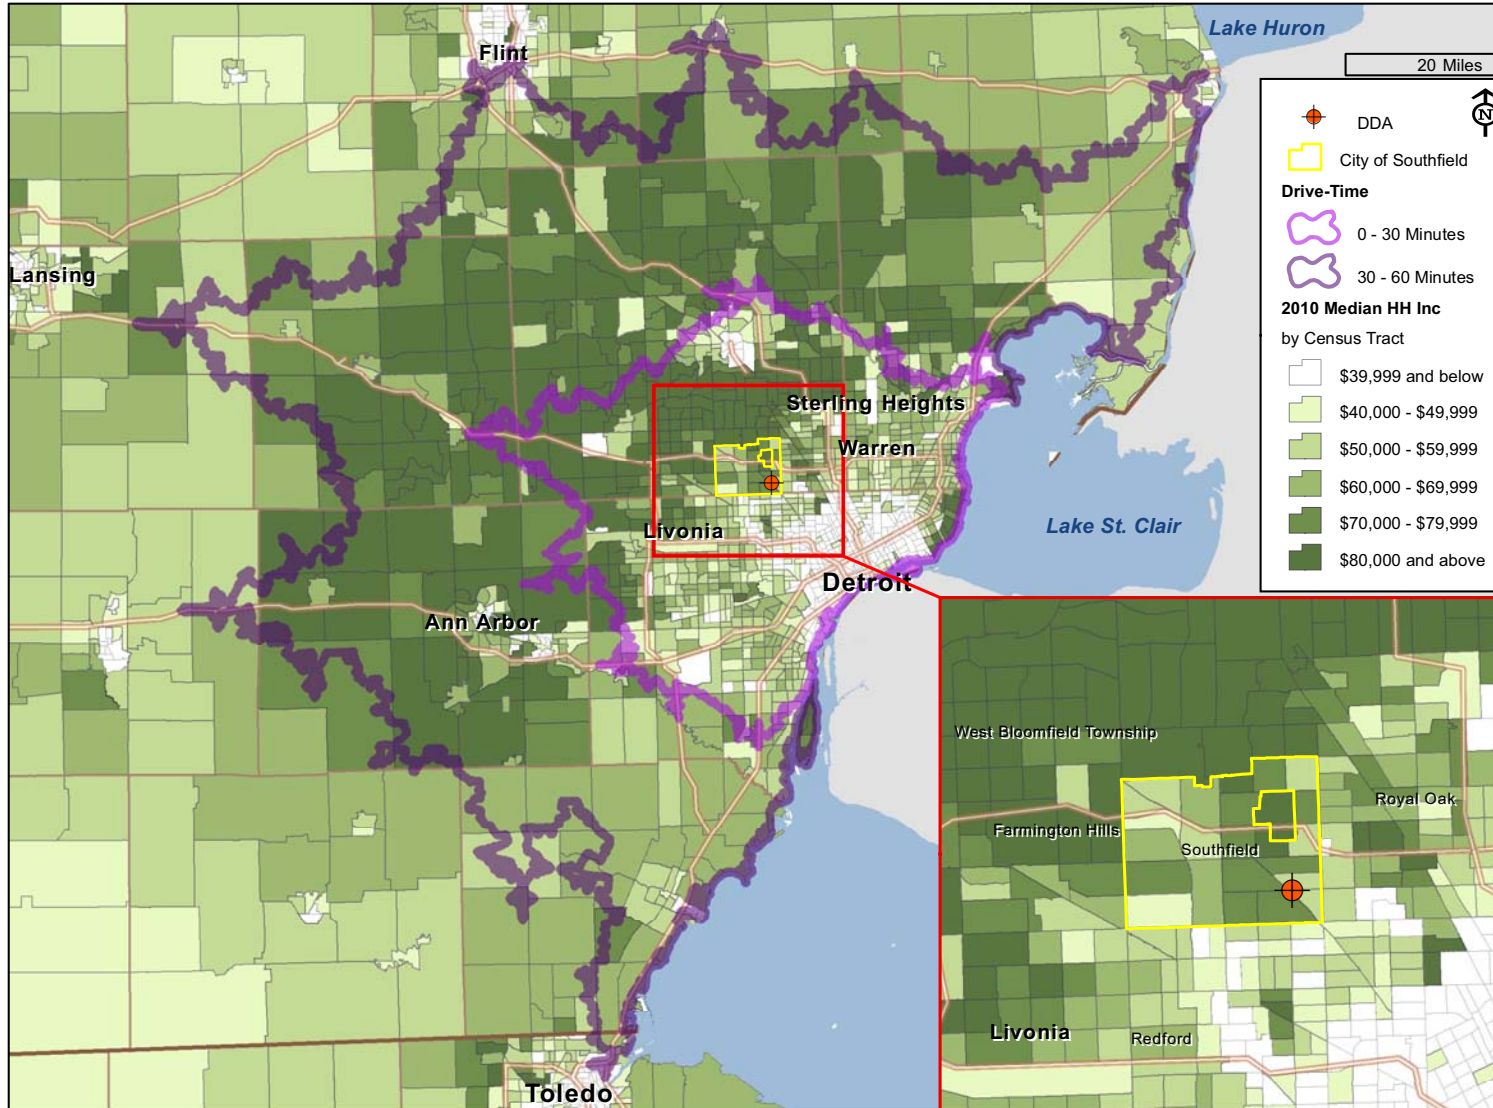 Lake Huron
Flint
20 Miles
N
DDA
City of Southfield
Drive-Time
0 - 30 Minutes
30 - 60 Minutes
2010 Median HH Inc
by Census Tract
$39,999 and below
$40,000 - $49,999
$50,000 - $59,999
$60,000 - $69,999
$70,000 - $79,999
$80,000 and above
Lansing
Sterling Heights
Warren
Livonia
Lake St. Clair
Detroit
Ann Arbor
Toledo
West Bloomfield Township
Royal Oak
Farmington Hills
Southfield
Livonia
Redford